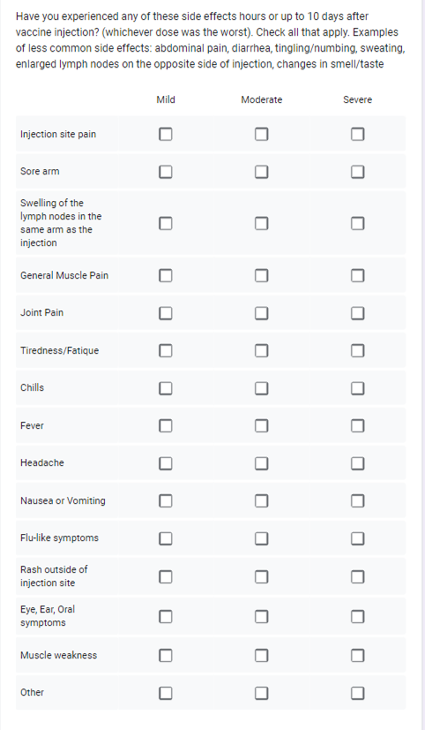 Have you experienced any of these side effects hours or up to 10 days after
vaccine injection? (whichever dose was the worst). Check all that apply. Examples
of less common side effects: abdominal pain, diarrhea, tingling/numbing, sweating,
enlarged lymph nodes on the opposite side of injection, changes in smell/taste
Mild Moderate Severe
Injection site pain
Sore arm
Swelling of the
lymph nodes in the
same arm as the
injection
General Muscle Pain
Joint Pain
Tiredness/Fatique
Chills
Fever
Headache
Nausea or Vomiting
Flu-like symptoms
Rash outside of
injection site
Eye, Ear, Oral
symptoms
Muscle weakness
Other